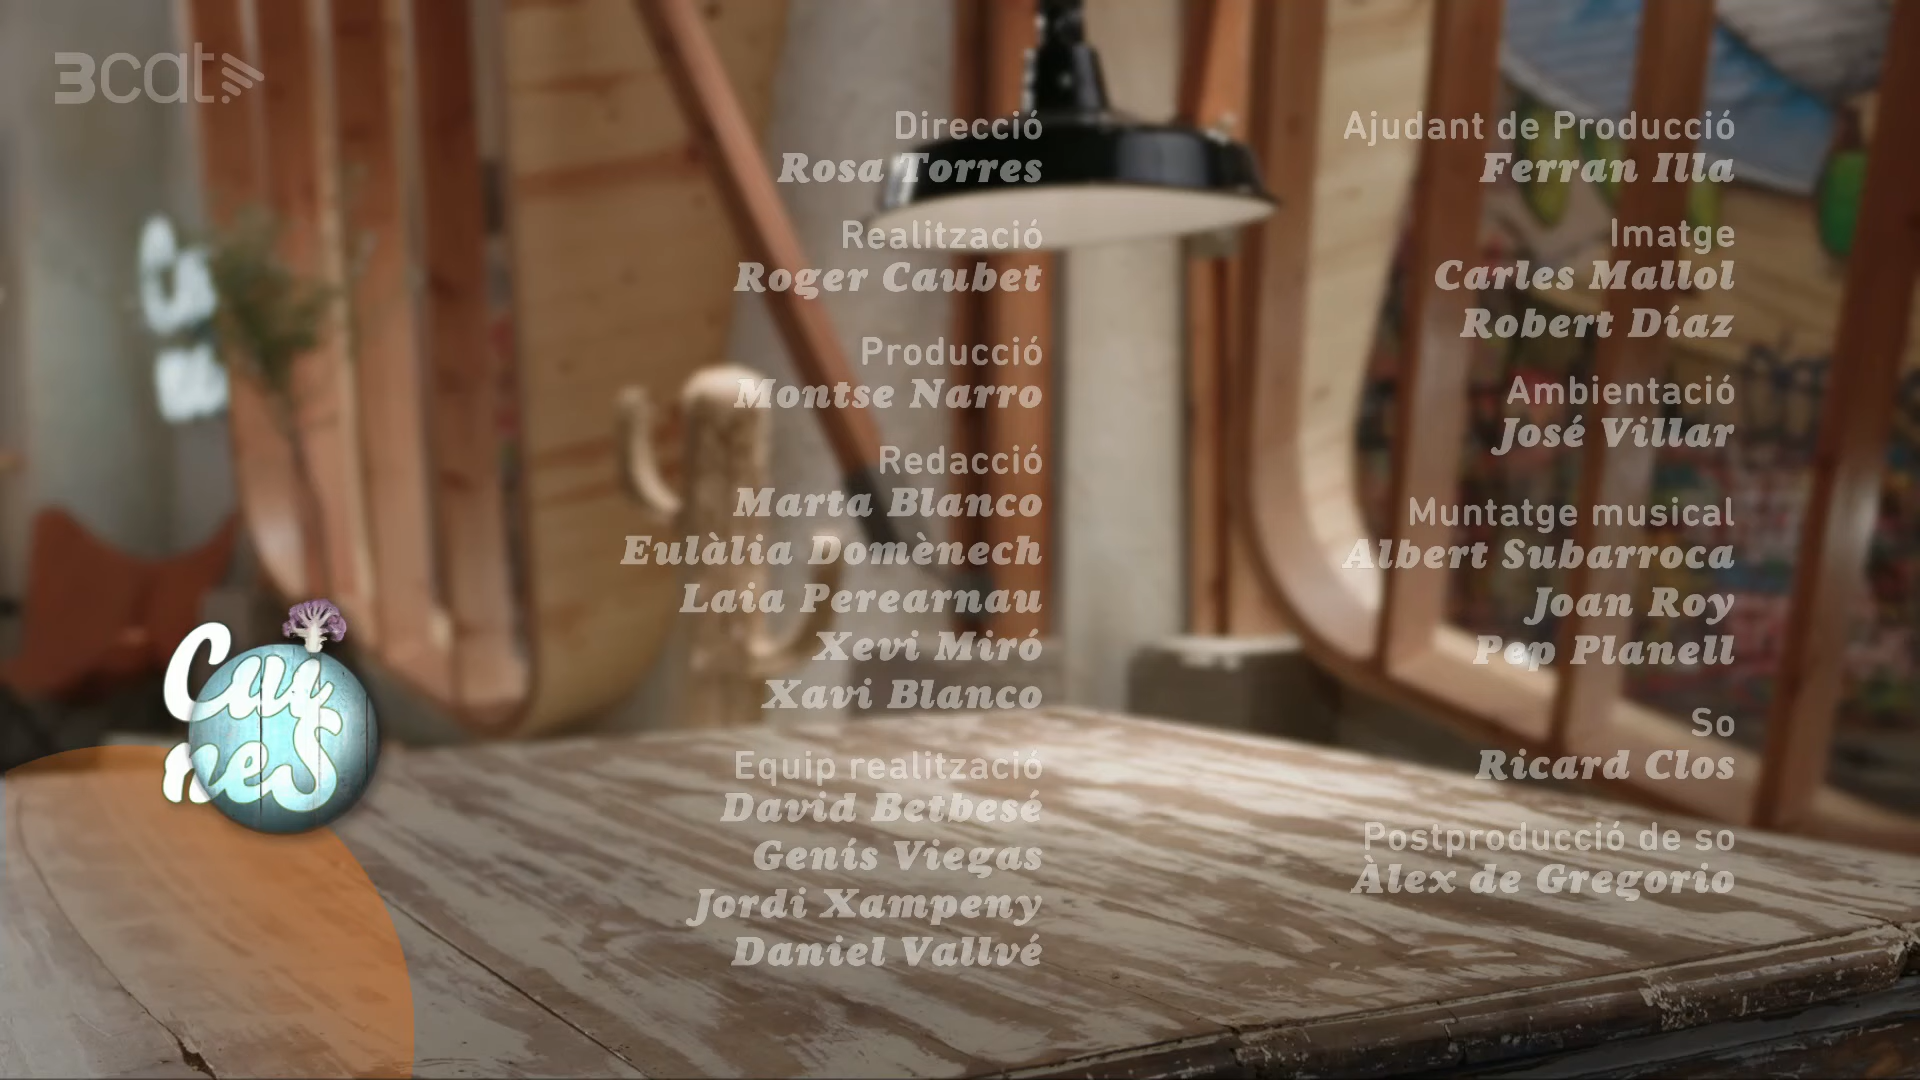 3cat
Direcció
Rosa Torres
Realització
Roger Caubet
Producció
Montse Narro
Redacció
Marta Blanco
Eulàlia Domènech
Laia Perearnau
Xevi Miró
Xavi Blanco
Equip realització
David Betbesé
Genís Viegas
Jordi Xampeny
Daniel Vallvé
Ajudant de Producció
Ferran Illa
Imatge
Carles Mallol
Robert Díaz
Ambientació
José Villar
Muntatge musical
Albert Subarroca
Joan Roy
Pep Planell
So
Ricard Clos
Postproducció de so
Àlex de Gregorio
Cui
nes